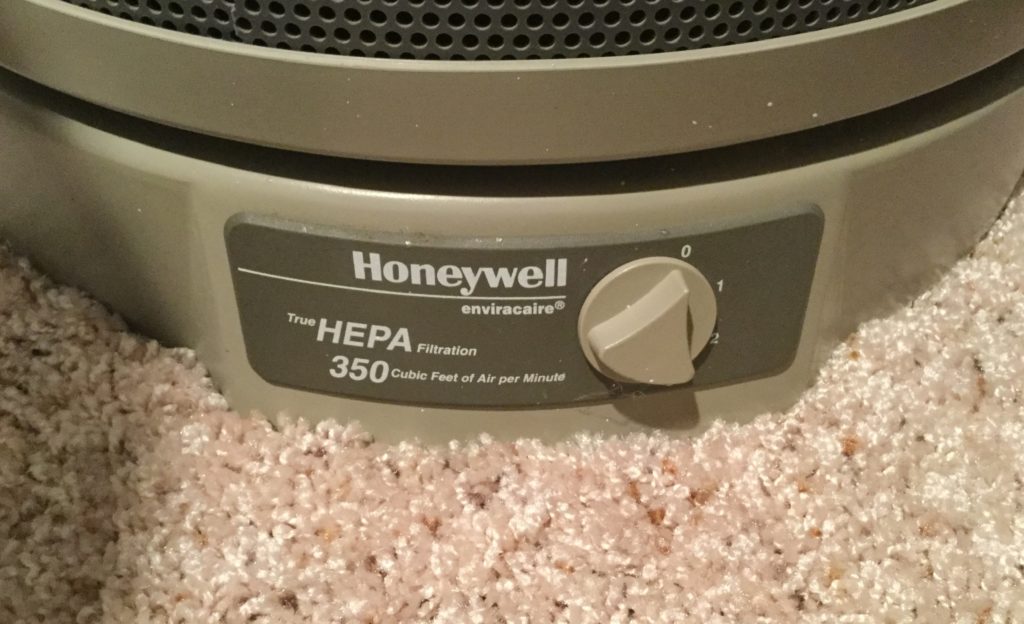 Honeywell
enviracaire®
True HEPA Filtration
350 Cubic Feet of Air per Minute
0
1
2